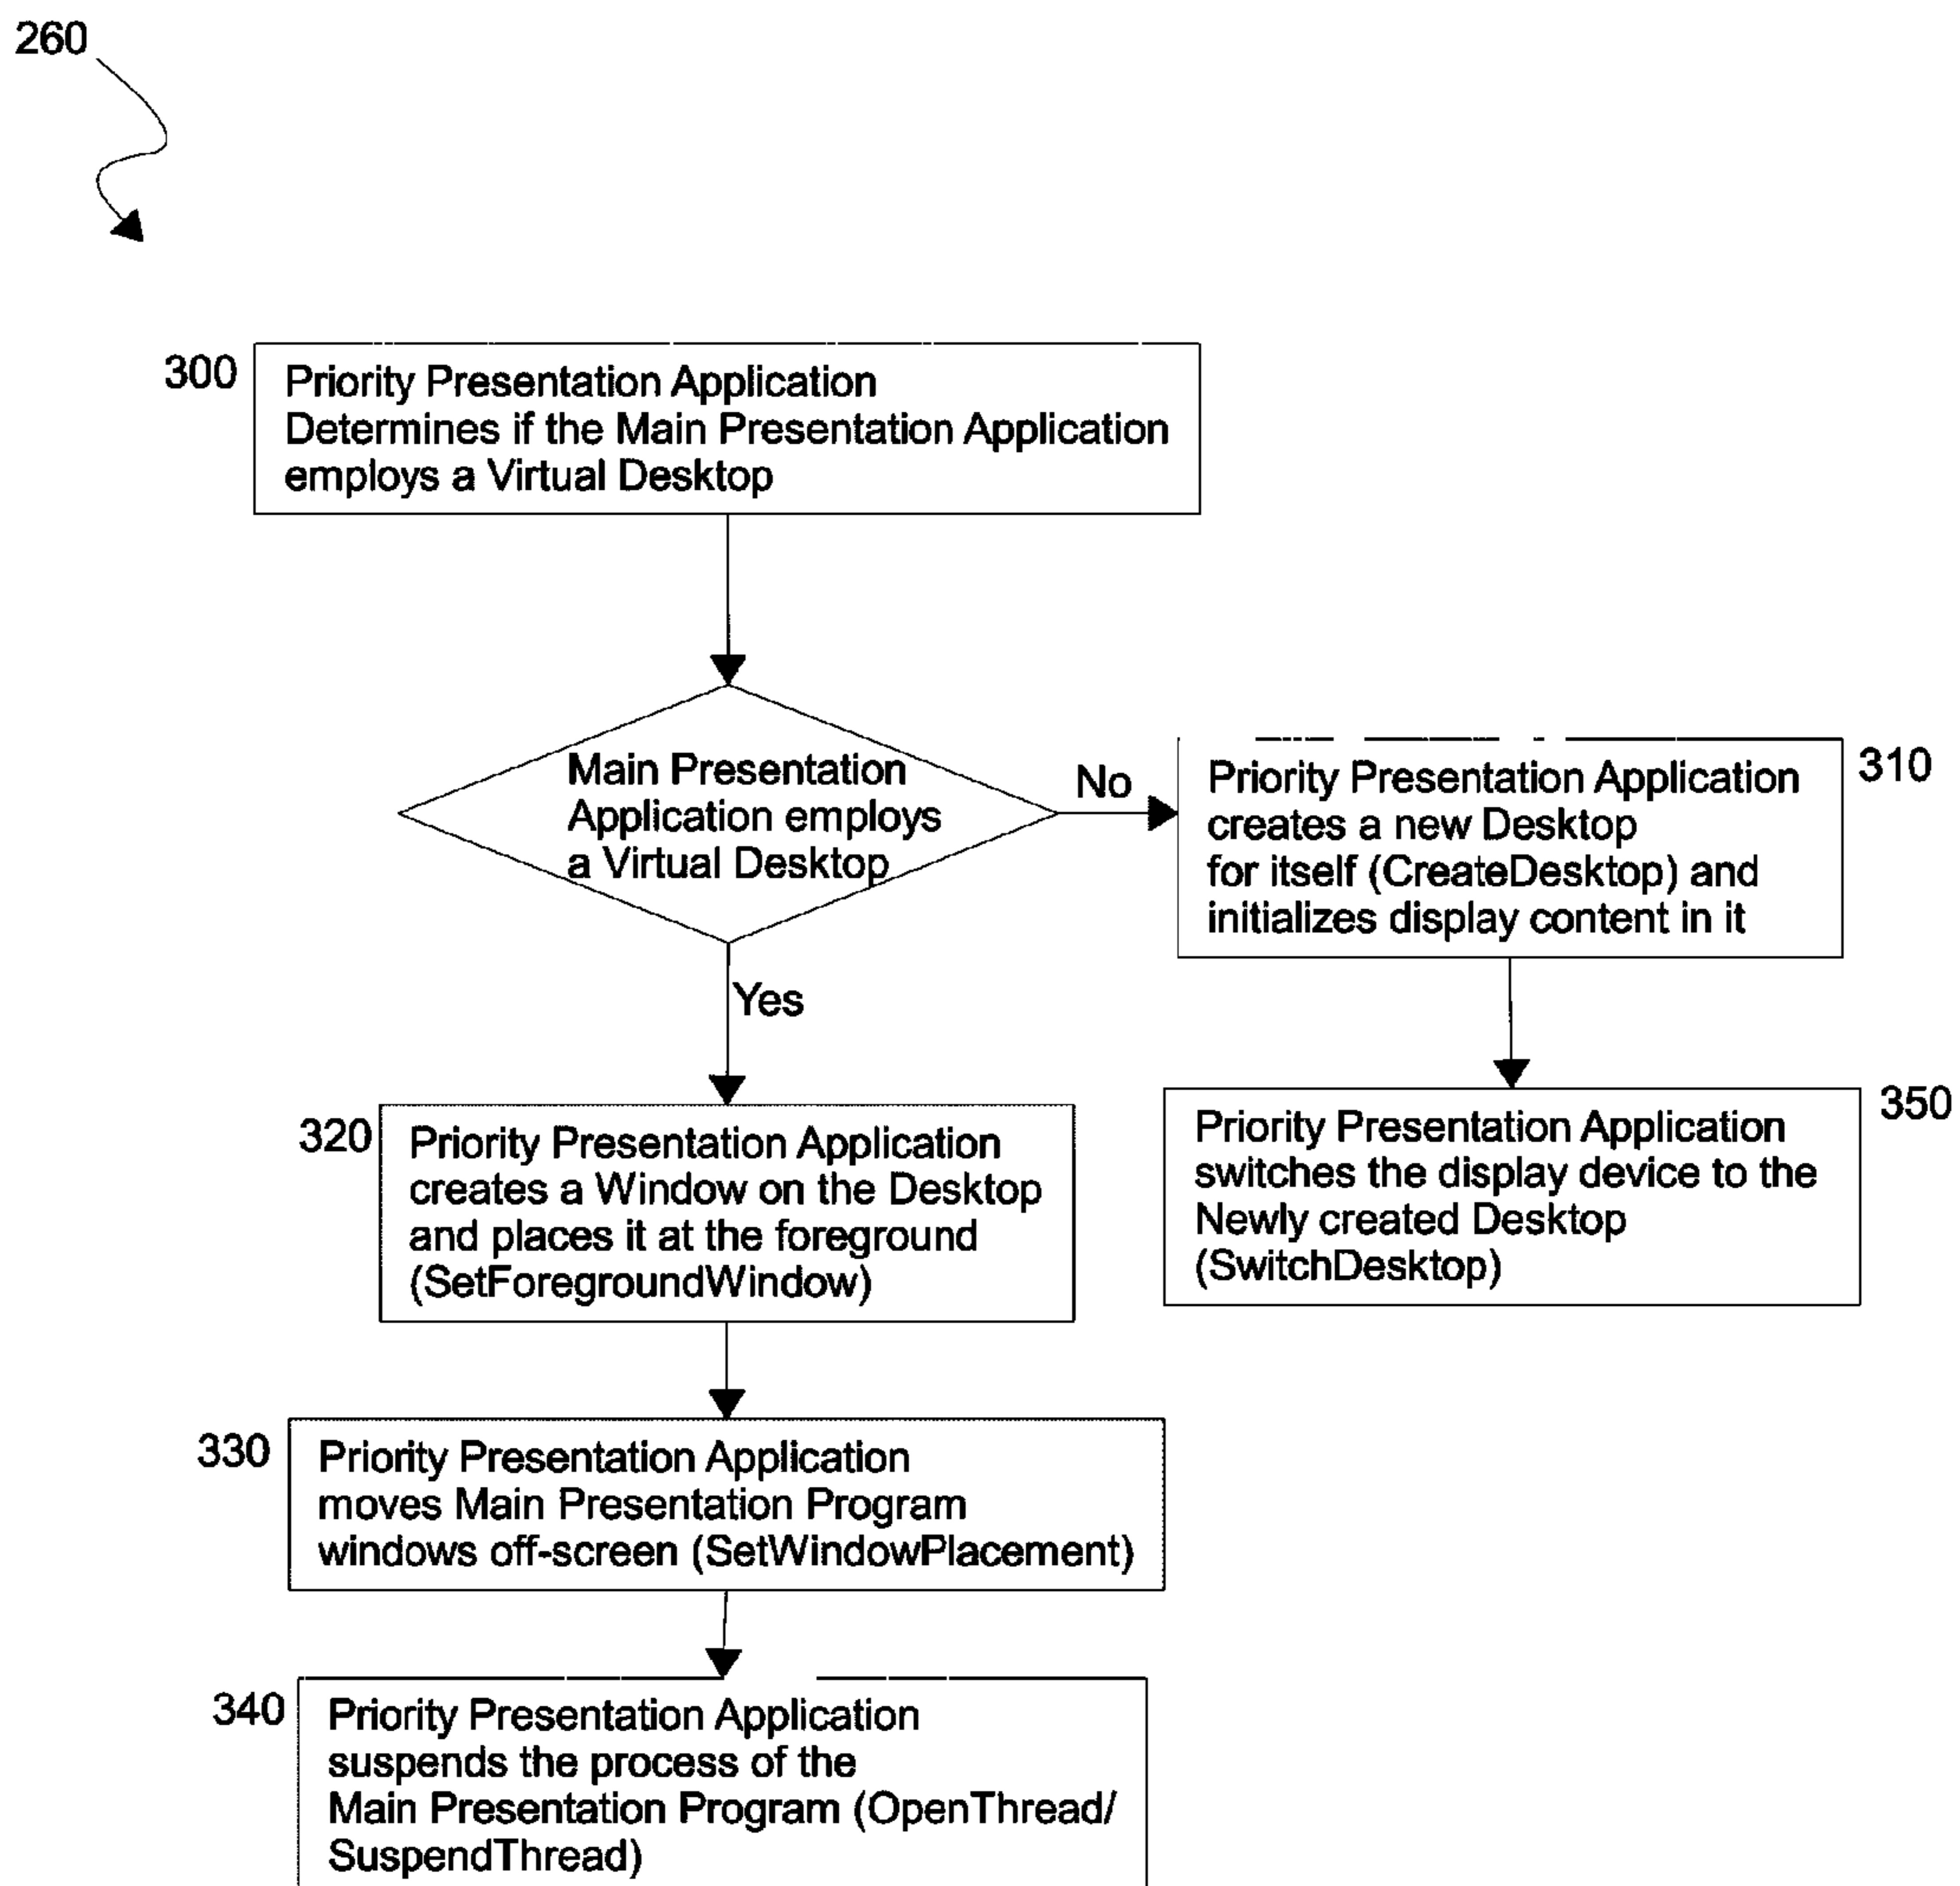 260
300
Priority Presentation Application
Determines if the Main Presentation Application
employs a Virtual Desktop
Main Presentation
Application employs
a Virtual Desktop
No
310
Priority Presentation Application
creates a new Desktop
for itself (CreateDesktop) and
initializes display content in it
Yes
320
Priority Presentation Application
creates a Window on the Desktop
and places it at the foreground
(SetForegroundWindow)
350
Priority Presentation Application
switches the display device to the
Newly created Desktop
(SwitchDesktop)
330
Priority Presentation Application
moves Main Presentation Program
windows off-screen (SetWindowPlacement)
340
Priority Presentation Application
suspends the process of the
Main Presentation Program (OpenThread/
SuspendThread)